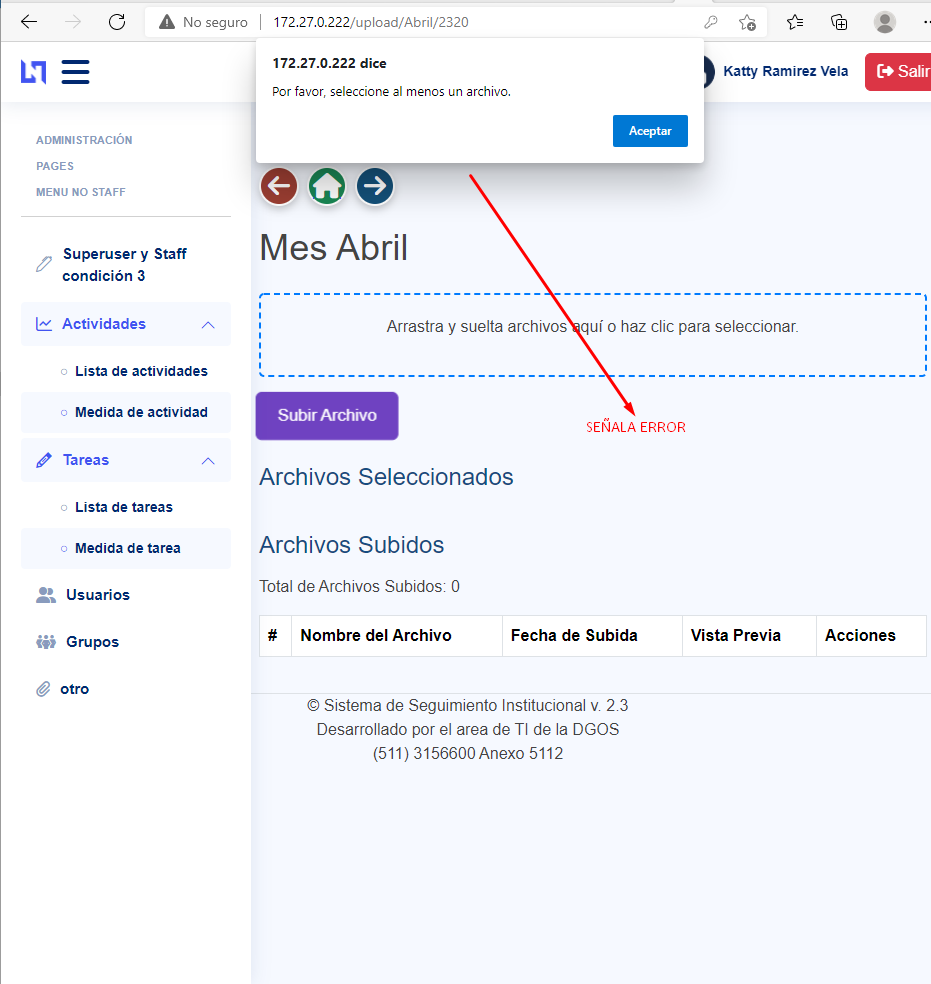 No seguro
172.27.0.222/upload/Abril/2320
172.27.0.222 dice
Por favor, seleccione al menos un archivo.
Aceptar
Katty Ramirez Vela
Salir
ADMINISTRACIÓN
PAGES
MENU NO STAFF
Superuser y Staff
condición 3
Actividades
Lista de actividades
Medida de actividad
Tareas
Lista de tareas
Medida de tarea
Usuarios
Grupos
otro
Mes Abril
Arrastra y suelta archivos aquí o haz clic para seleccionar.
Subir Archivo
SEÑALA ERROR
Archivos Seleccionados
Archivos Subidos
Total de Archivos Subidos: 0
# Nombre del Archivo Fecha de Subida Vista Previa Acciones
© Sistema de Seguimiento Institucional v. 2.3
Desarrollado por el area de TI de la DGOS
(511) 3156600 Anexo 5112